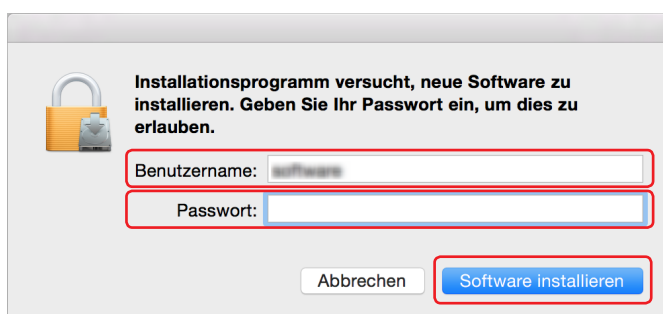 Installationsprogramm versucht, neue Software zu
installieren. Geben Sie Ihr Passwort ein, um dies zu
erlauben.
Benutzername:
Passwort:
Abbrechen
Software installieren